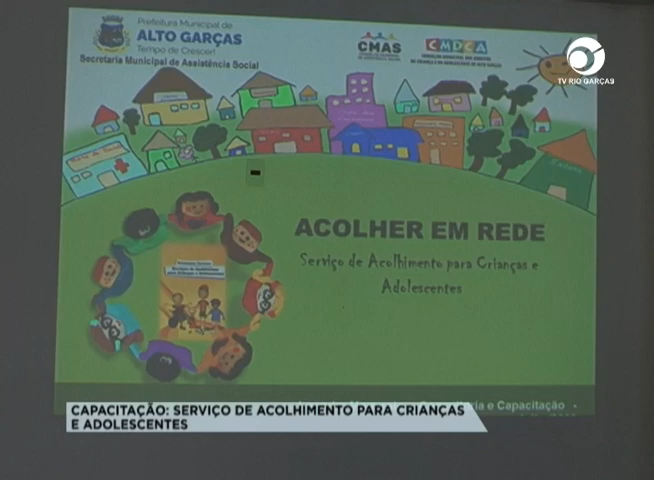 Prefeitura Municipal de
ALTO GARÇAS
Tempo de Crescer!
Secretaria Municipal de Assistência Social
CMAS
CMDCA
TV RIO GARÇAS
ACOLHER EM REDE
Serviço de Acolhimento para Crianças e
Adolescentes
ria e Capacitação
CAPACITAÇÃO: SERVIÇO DE ACOLHIMENTO PARA CRIANÇAS
E ADOLESCENTES